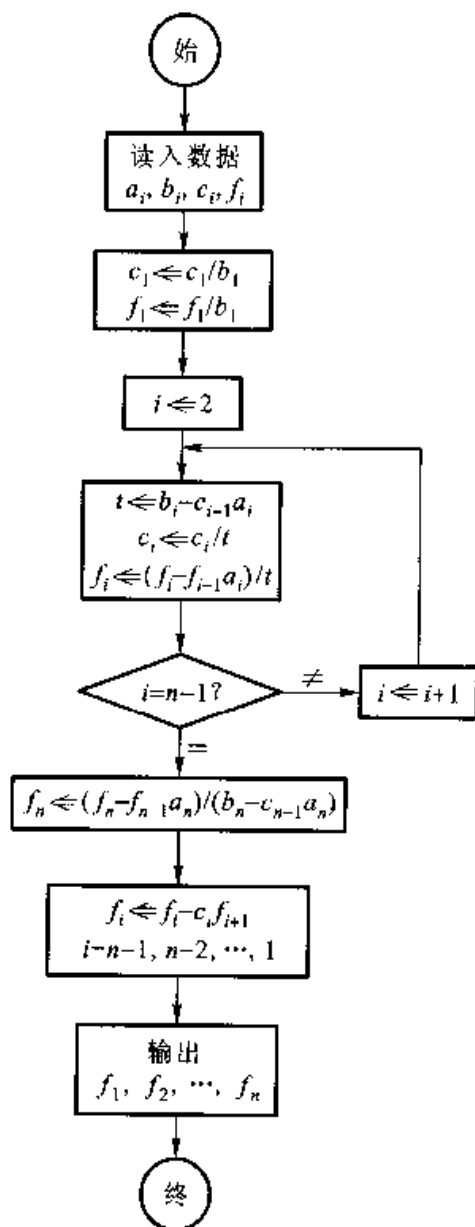 始
读入数据
a_i, b_i, c_i, f_i
c_1⇐c_1/b_1
f_1⇐f_1/b_1
i⇐2
t⇐b_i−c_{i−1}a_i
c_i⇐c_i/t
f_i⇐(f_i−f_{i−1}a_i)/t
i=n−1?
≠
i⇐i+1
=
f_n⇐(f_n−f_{n−1}a_n)/(b_n−c_{n−1}a_n)
f_i⇐f_i−c_if_{i+1}
i=n−1, n−2, ⋯, 1
输出
f_1, f_2, ⋯, f_n
终